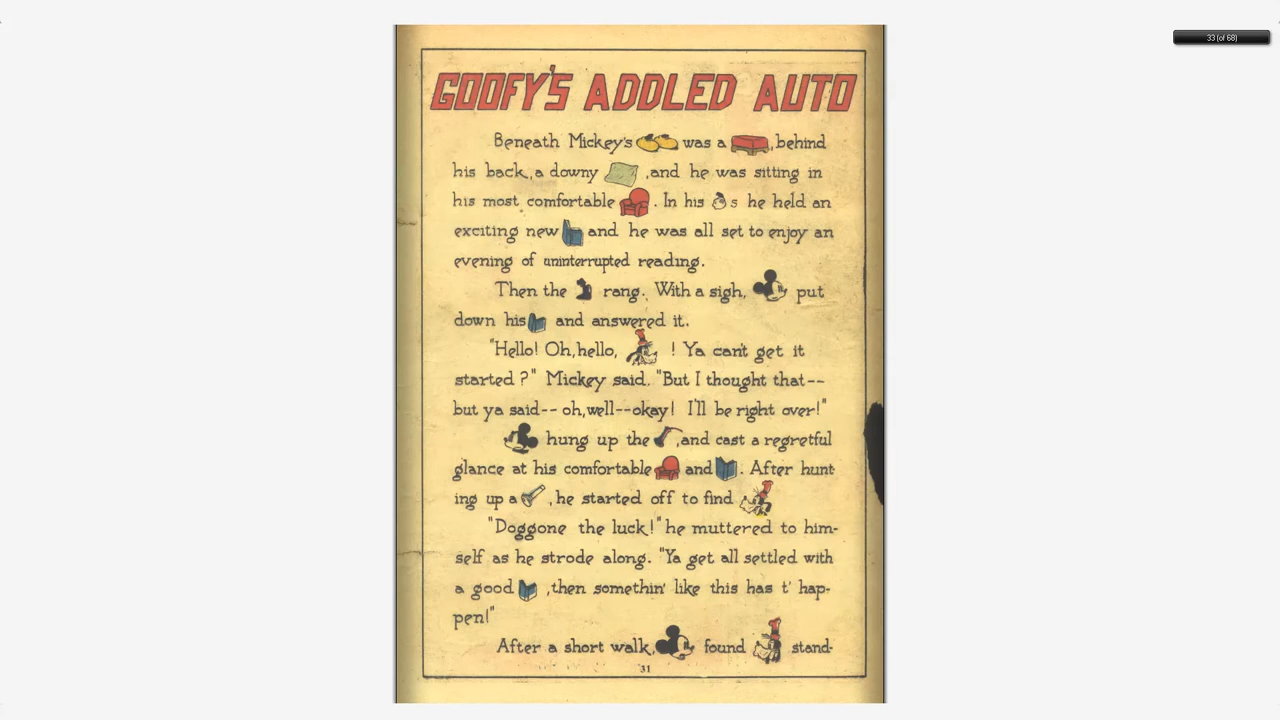 33 (of 68)
GOOFY'S ADDLED AUTO
Beneath Mickey's was a , behind
his back, a downy , and he was sitting in
his most comfortable . In his s he held an
exciting new and he was all set to enjoy an
evening of uninterrupted reading.
Then the rang. With a sigh, put
down his and answered it.
"Hello! Oh, hello, ! Ya can't get it
started?" Mickey said. "But I thought that--
but ya said-- oh, well--okay! I'll be right over!"
hung up the , and cast a regretful
glance at his comfortable and . After hunt-
ing up a , he started off to find
"Doggone the luck!" he muttered to him-
self as he strode along. "Ya get all settled with
a good , then somethin' like this has t' hap-
pen!"
After a short walk, found stand-
31